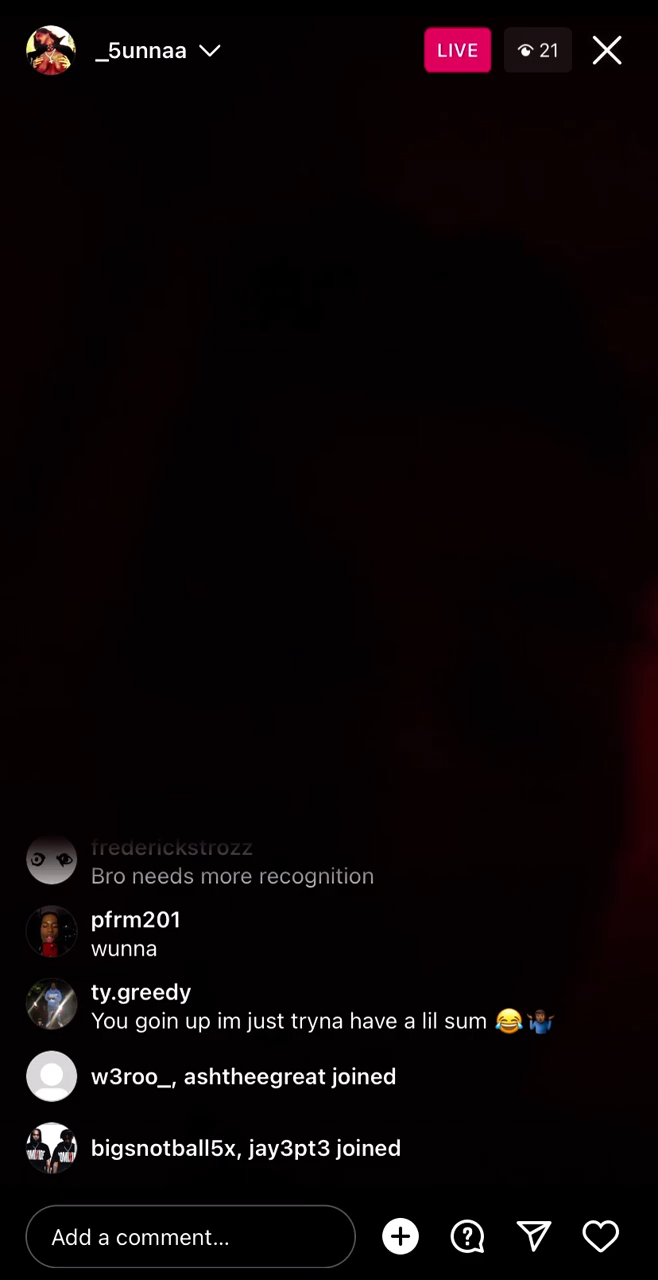 _5unnaa
LIVE
21
frederickstrozz
Bro needs more recognition
pfrm201
wunna
ty.greedy
You goin up im just tryna have a lil sum 😂🤷🏾‍♂️
w3roo_, ashtheegreat joined
bigsnotball5x, jay3pt3 joined
Add a comment...